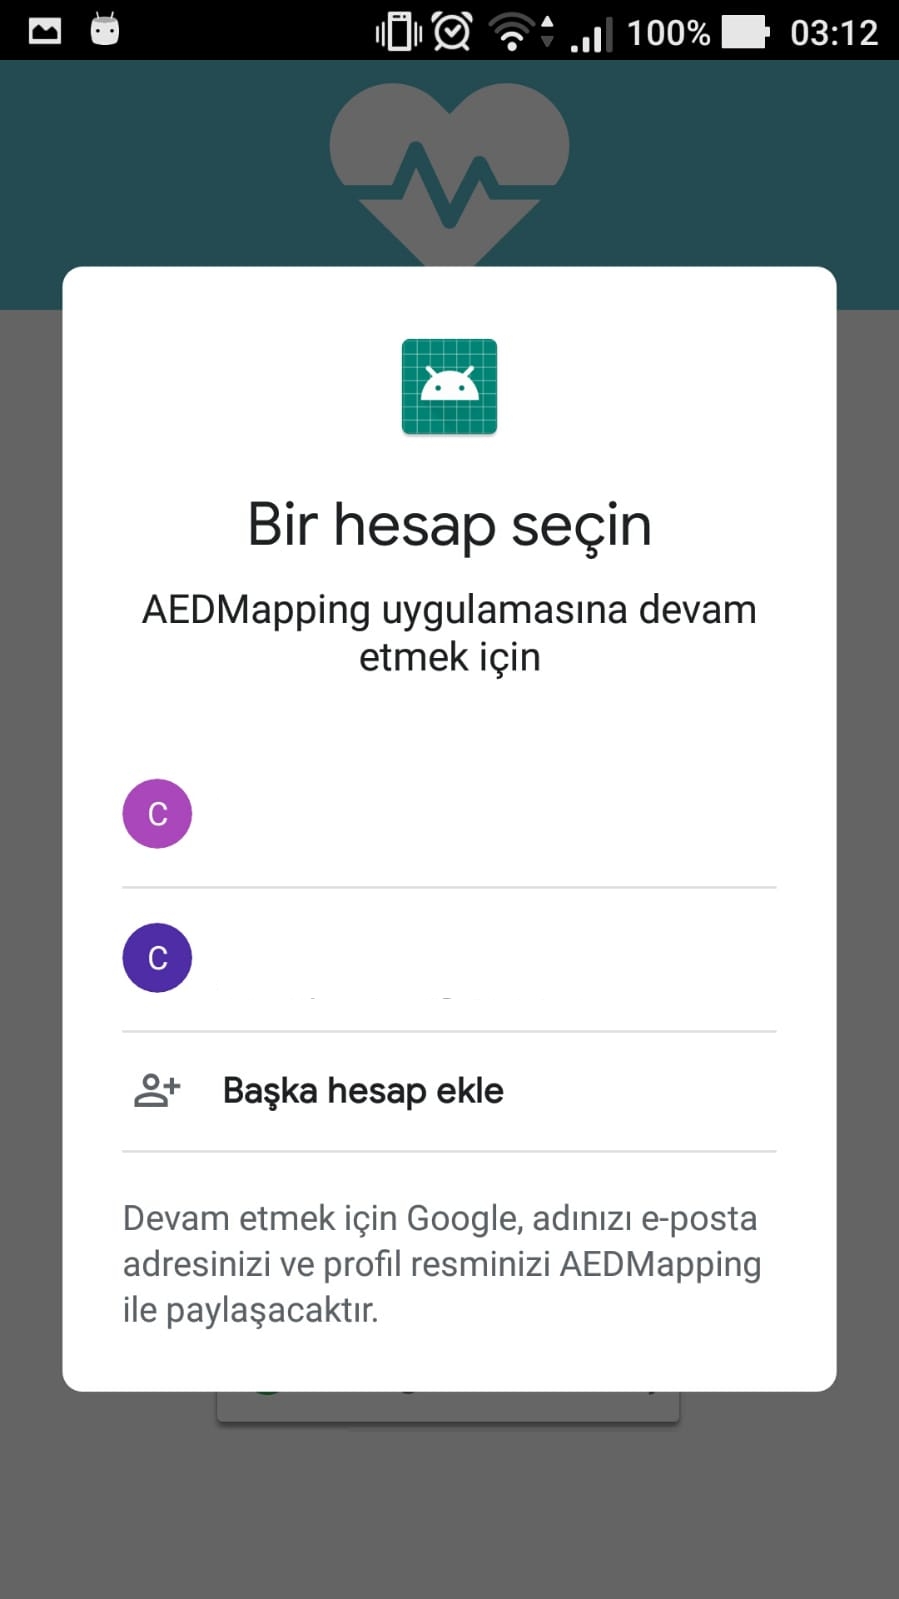 100% 03:12
Bir hesap seçin
AEDMapping uygulamasına devam
etmek için
C
C
Başka hesap ekle
Devam etmek için Google, adınızı e-posta
adresinizi ve profil resminizi AEDMapping
ile paylaşacaktır.